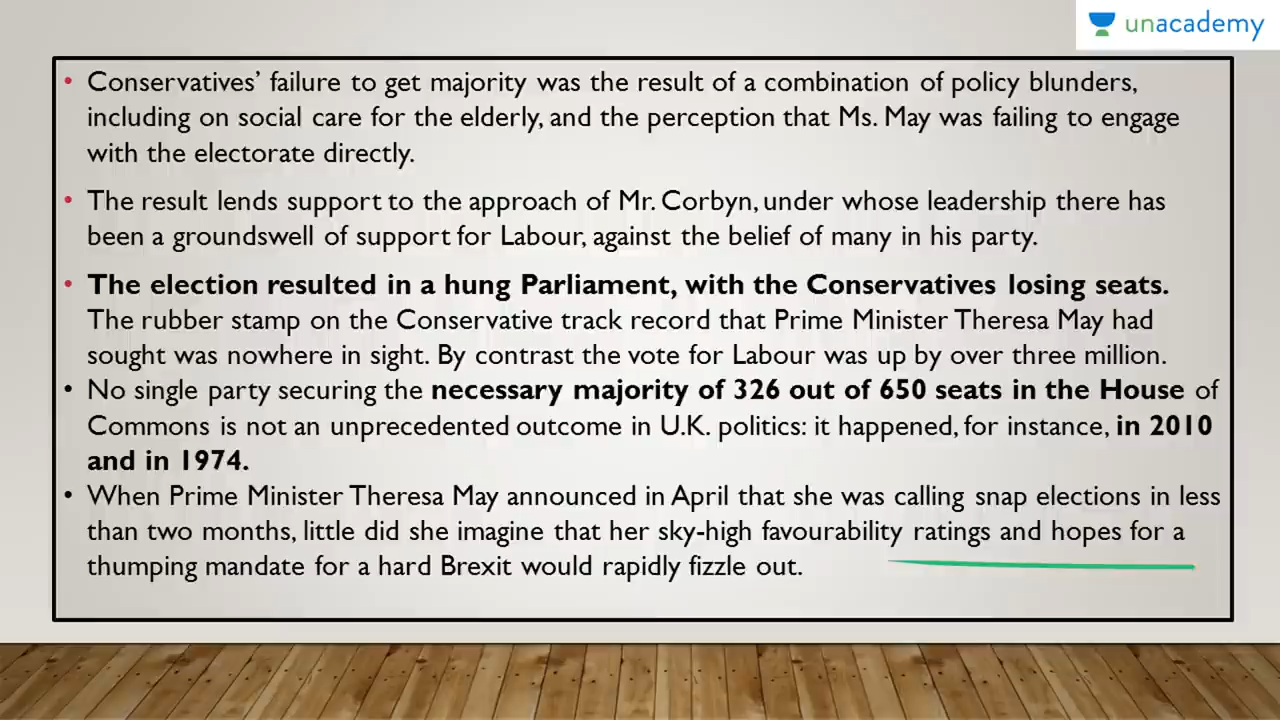 unacademy
• Conservatives’ failure to get majority was the result of a combination of policy blunders,
including on social care for the elderly, and the perception that Ms. May was failing to engage
with the electorate directly.
• The result lends support to the approach of Mr. Corbyn, under whose leadership there has
been a groundswell of support for Labour, against the belief of many in his party.
• The election resulted in a hung Parliament, with the Conservatives losing seats.
The rubber stamp on the Conservative track record that Prime Minister Theresa May had
sought was nowhere in sight. By contrast the vote for Labour was up by over three million.
• No single party securing the necessary majority of 326 out of 650 seats in the House of
Commons is not an unprecedented outcome in U.K. politics: it happened, for instance, in 2010
and in 1974.
• When Prime Minister Theresa May announced in April that she was calling snap elections in less
than two months, little did she imagine that her sky-high favourability ratings and hopes for a
thumping mandate for a hard Brexit would rapidly fizzle out.